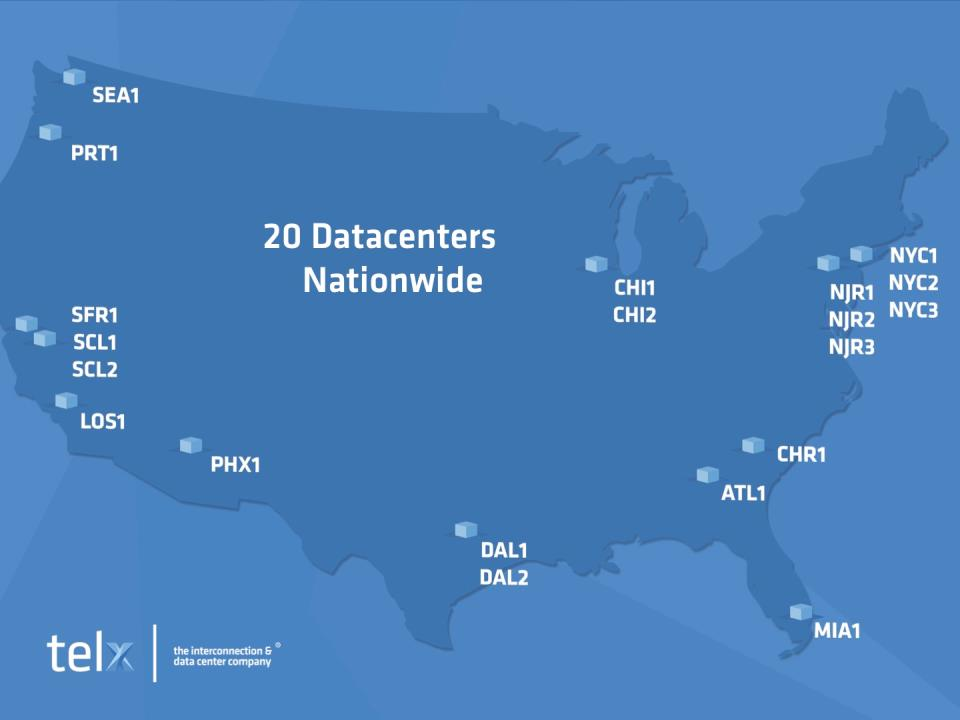 SEA1
PRT1
20 Datacenters
Nationwide
SFR1
SCL1
SCL2
LOS1
PHX1
CHI1
CHI2
NYC1
NYC2
NYC3
NJR1
NJR2
NJR3
CHR1
ATL1
DAL1
DAL2
MIA1
telx
the interconnection & ®
data center company